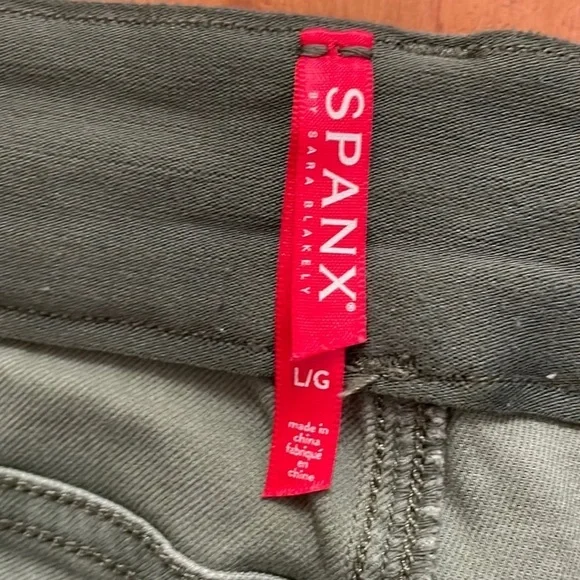 SPANX®
BY SARA BLAKELY
L/G
made in
china
fabriqué
en
chine